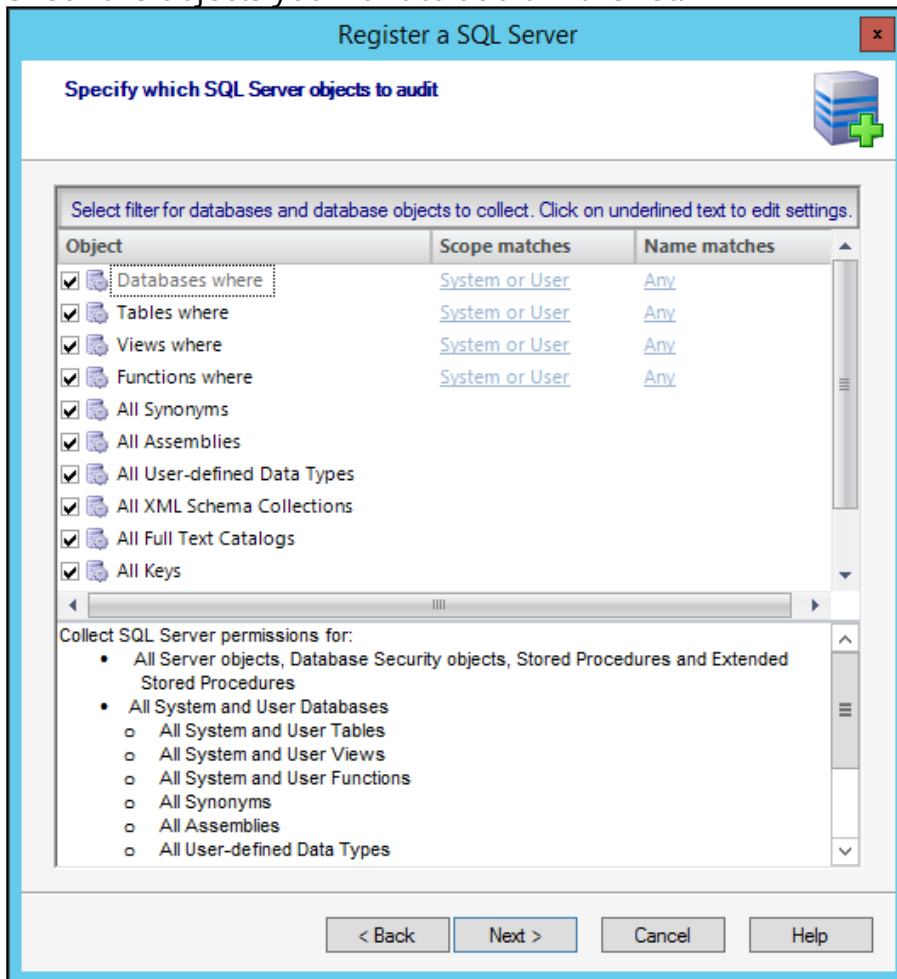 Register a SQL Server
x
Specify which SQL Server objects to audit
Select filter for databases and database objects to collect. Click on underlined text to edit settings.
Object Scope matches Name matches
Databases where System or User Any
Tables where System or User Any
Views where System or User Any
Functions where System or User Any
All Synonyms
All Assemblies
All User-defined Data Types
All XML Schema Collections
All Full Text Catalogs
All Keys
Collect SQL Server permissions for:
• All Server objects, Database Security objects, Stored Procedures and Extended
Stored Procedures
• All System and User Databases
o All System and User Tables
o All System and User Views
o All System and User Functions
o All Synonyms
o All Assemblies
o All User-defined Data Types
< Back Next > Cancel Help